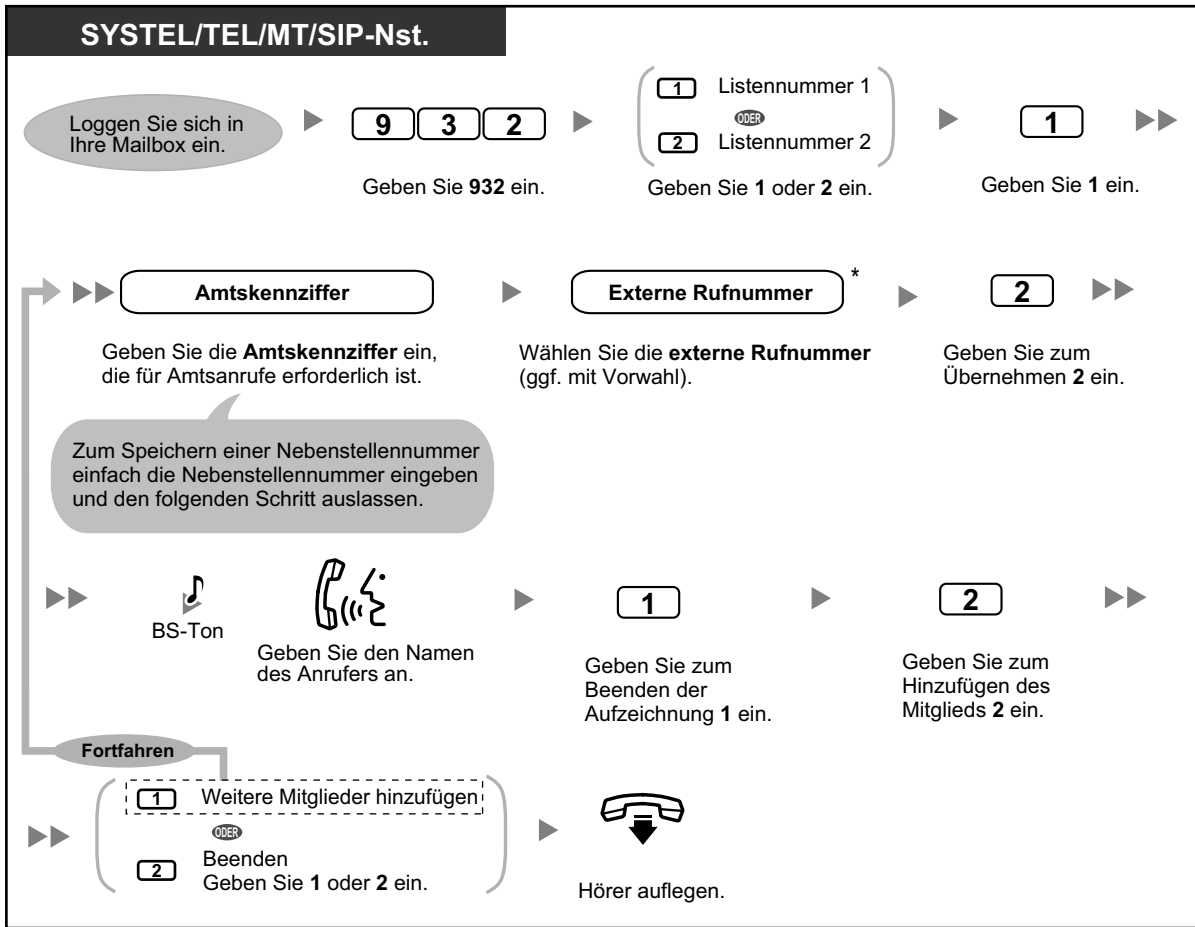 SYSTEL/TEL/MT/SIP-Nst.
Loggen Sie sich in
Ihre Mailbox ein.
9 3 2
Geben Sie 932 ein.
1 Listennummer 1
ODER
2 Listennummer 2
Geben Sie 1 oder 2 ein.
1
Geben Sie 1 ein.
Amtskennziffer
Geben Sie die Amtskennziffer ein,
die für Amtsanrufe erforderlich ist.
Externe Rufnummer *
Wählen Sie die externe Rufnummer
(ggf. mit Vorwahl).
2
Geben Sie zum
Übernehmen 2 ein.
Zum Speichern einer Nebenstellennummer
einfach die Nebenstellennummer eingeben
und den folgenden Schritt auslassen.
BS-Ton
Geben Sie den Namen
des Anrufers an.
1
Geben Sie zum
Beenden der
Aufzeichnung 1 ein.
2
Geben Sie zum
Hinzufügen des
Mitglieds 2 ein.
Fortfahren
1 Weitere Mitglieder hinzufügen
ODER
2 Beenden
Geben Sie 1 oder 2 ein.
Hörer auflegen.